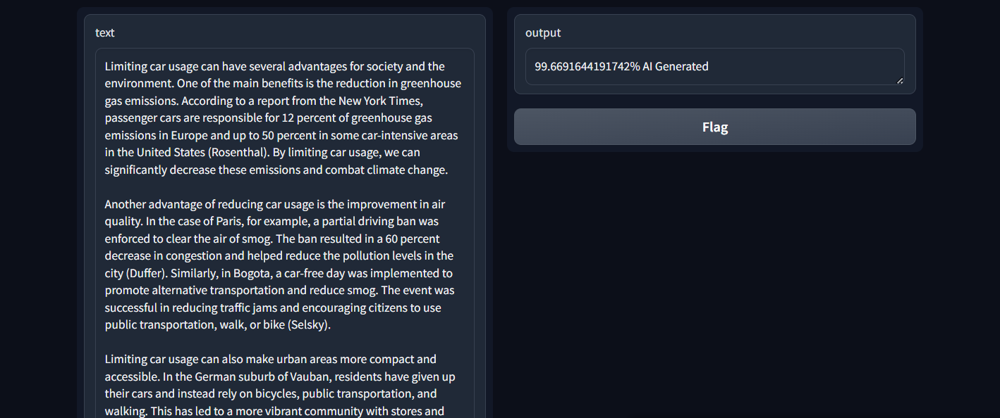 text
Limiting car usage can have several advantages for society and the
environment. One of the main benefits is the reduction in greenhouse
gas emissions. According to a report from the New York Times,
passenger cars are responsible for 12 percent of greenhouse gas
emissions in Europe and up to 50 percent in some car-intensive areas
in the United States (Rosenthal). By limiting car usage, we can
significantly decrease these emissions and combat climate change.

Another advantage of reducing car usage is the improvement in air
quality. In the case of Paris, for example, a partial driving ban was
enforced to clear the air of smog. The ban resulted in a 60 percent
decrease in congestion and helped reduce the pollution levels in the
city (Duffer). Similarly, in Bogota, a car-free day was implemented to
promote alternative transportation and reduce smog. The event was
successful in reducing traffic jams and encouraging citizens to use
public transportation, walk, or bike (Selsky).

Limiting car usage can also make urban areas more compact and
accessible. In the German suburb of Vauban, residents have given up
their cars and instead rely on bicycles, public transportation, and
walking. This has led to a more vibrant community with stores and
output
99.6691644191742% AI Generated
Flag